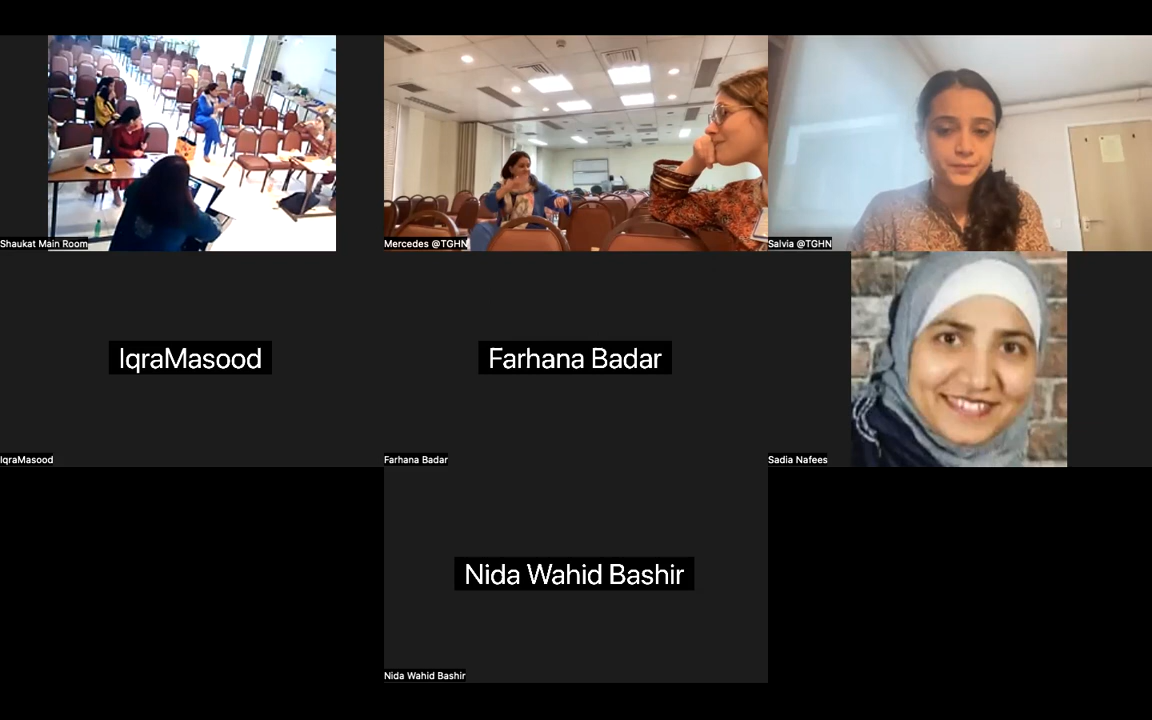 Shaukat Main Room
Mercedes @TGHN
Salvia @TGHN
IqraMasood
Farhana Badar
IqraMasood
Farhana Badar
Sadia Nafees
Nida Wahid Bashir
Nida Wahid Bashir